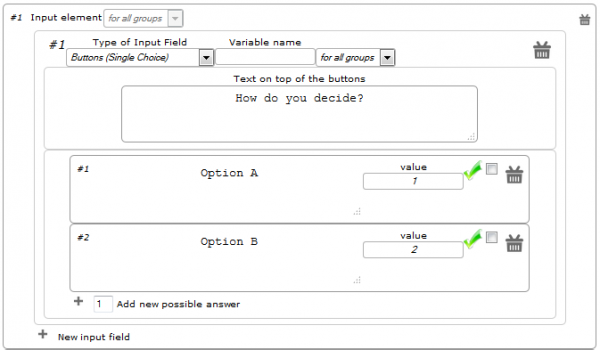 #1 Input element for all groups
#1 Type of Input Field Variable name
Buttons (Single Choice) for all groups
Text on top of the buttons
How do you decide?
#1 Option A value
1
#2 Option B value
2
1 Add new possible answer
New input field